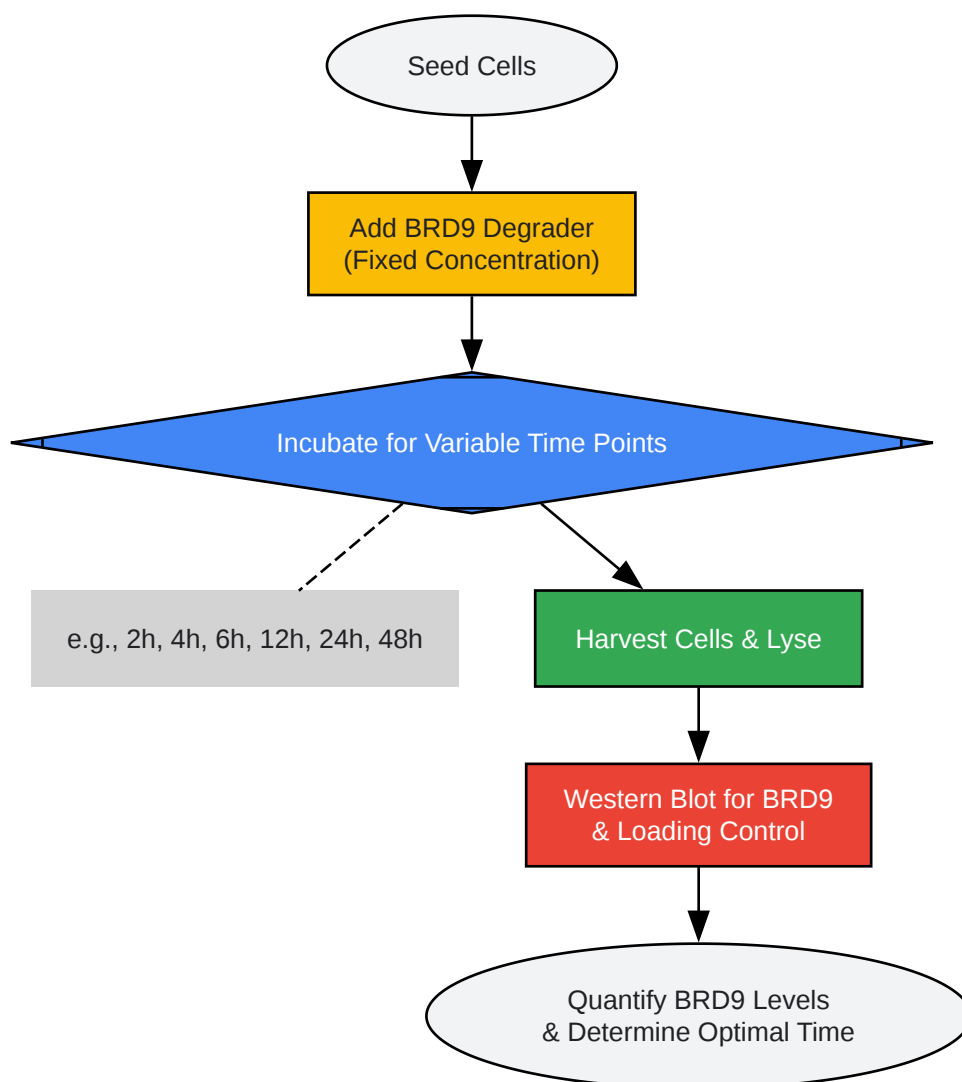 Seed Cells
Add BRD9 Degrader
(Fixed Concentration)
Incubate for Variable Time Points
e.g., 2h, 4h, 6h, 12h, 24h, 48h
Harvest Cells & Lyse
Western Blot for BRD9
& Loading Control
Quantify BRD9 Levels
& Determine Optimal Time